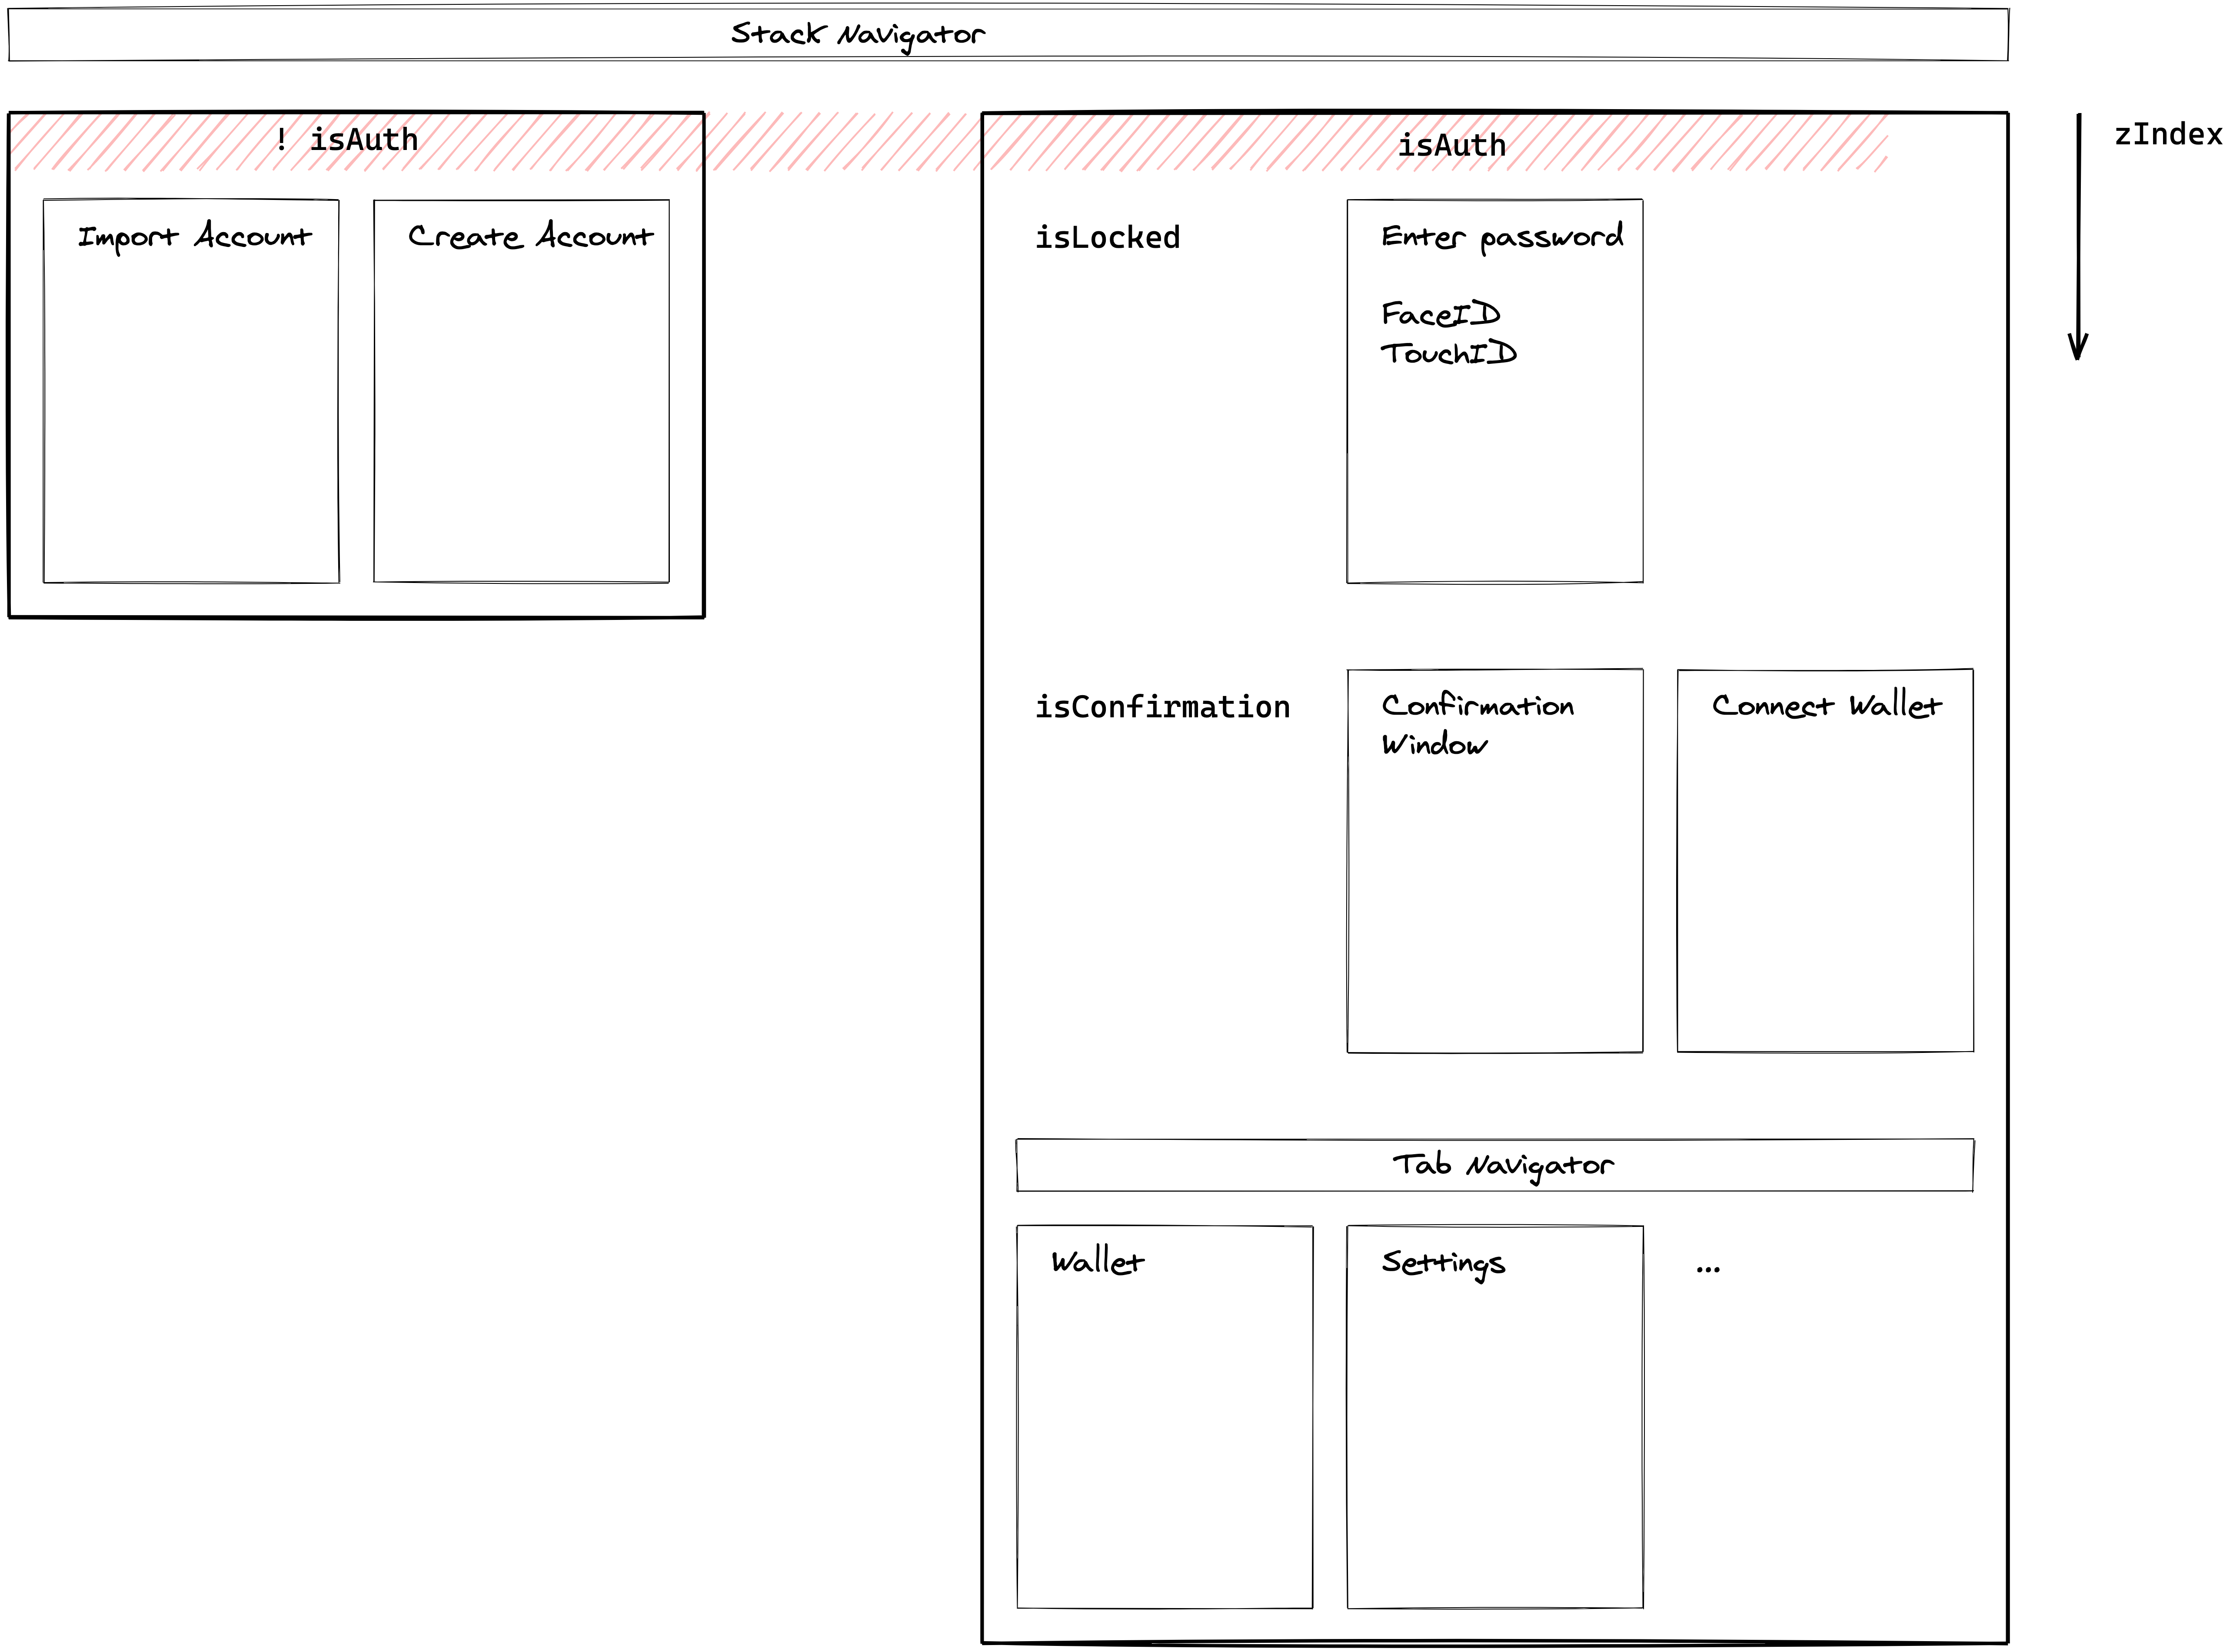 Stack Navigator
! isAuth
isAuth
zIndex
Import Account
Create Account
isLocked
Enter password
FaceID
TouchID
isConfirmation
Confirmation
Window
Connect Wallet
Tab Navigator
Wallet
Settings
...